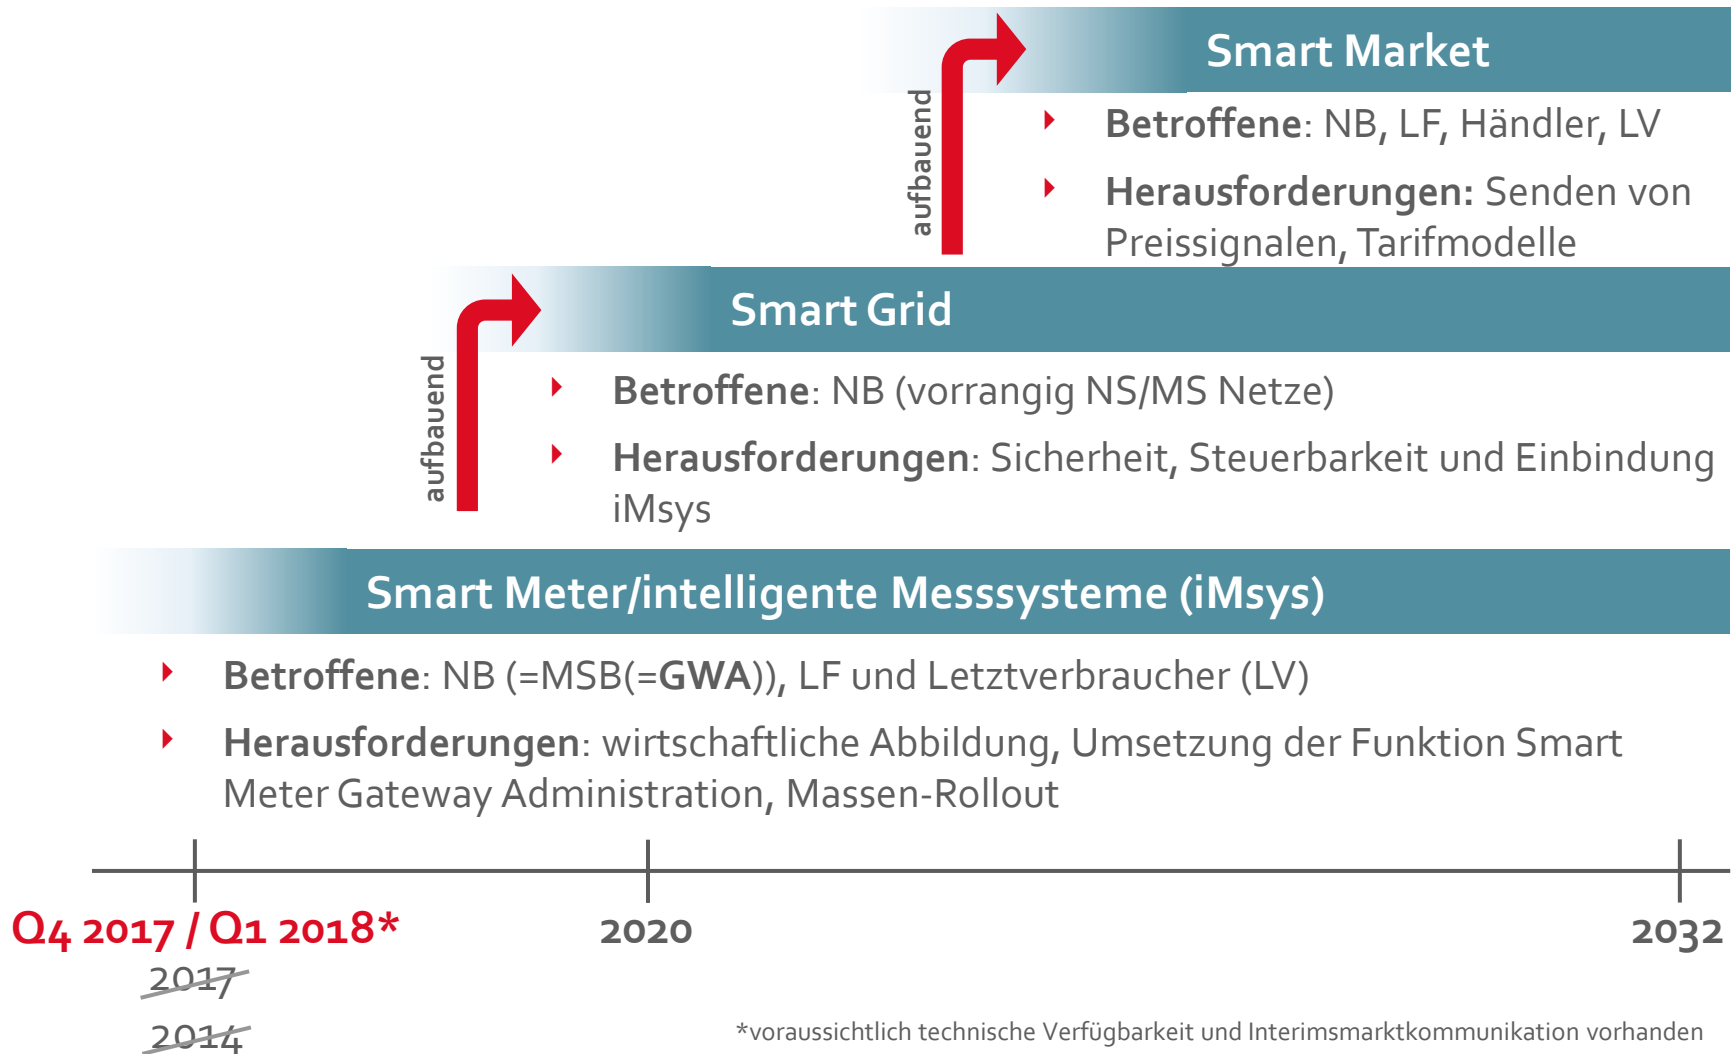 Smart Market
aufbauend
Betroffene: NB, LF, Händler, LV
Herausforderungen: Senden von
Preissignalen, Tarifmodelle
Smart Grid
aufbauend
Betroffene: NB (vorrangig NS/MS Netze)
Herausforderungen: Sicherheit, Steuerbarkeit und Einbindung
iMsys
Smart Meter/intelligente Messsysteme (iMsys)
Betroffene: NB (=MSB(=GWA)), LF und Letztverbraucher (LV)
Herausforderungen: wirtschaftliche Abbildung, Umsetzung der Funktion Smart
Meter Gateway Administration, Massen-Rollout
Q4 2017 / Q1 2018*
2020
2032
2017
2014
*voraussichtlich technische Verfügbarkeit und Interimsmarktkommunikation vorhanden